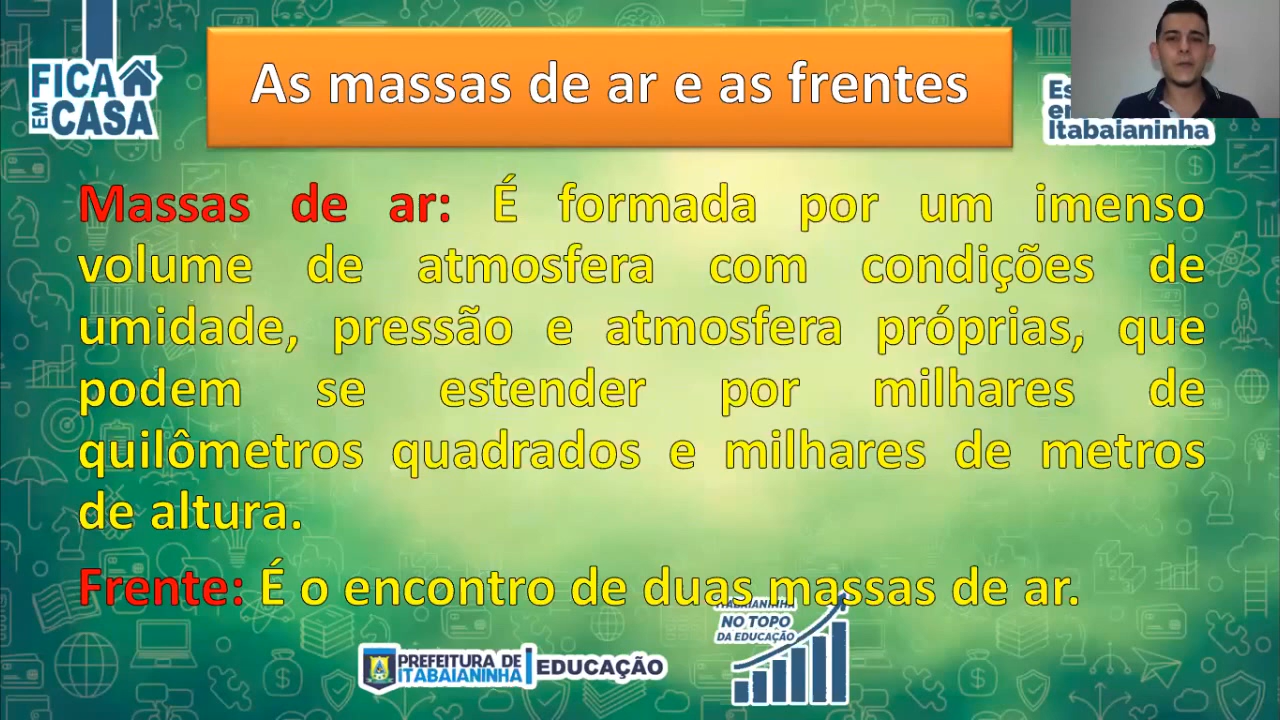 FICA
EM
CASA
As massas de ar e as frentes
Es
e
Itabaianinha
Massas de ar: É formada por um imenso
volume de atmosfera com condições de
umidade, pressão e atmosfera próprias, que
podem se estender por milhares de
quilômetros quadrados e milhares de metros
de altura.
Frente: É o encontro de duas massas de ar.
ITABAIANINHA
NO TOPO
DA EDUCAÇÃO
PREFEITURA DE
ITABAIANINHA
EDUCAÇÃO